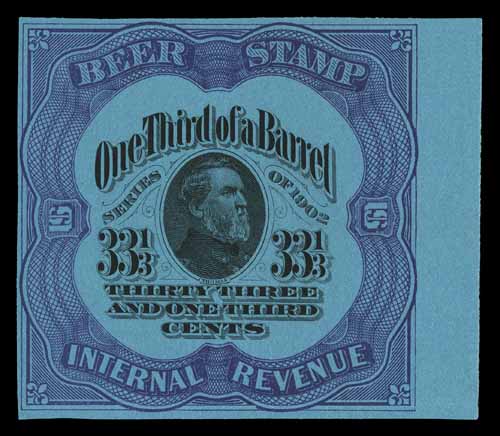 BEER STAMP
One Third of a Barrel
SERIES OF 1902
33 1/3 33 1/3
THIRTY THREE
AND ONE THIRD
CENTS
INTERNAL REVENUE